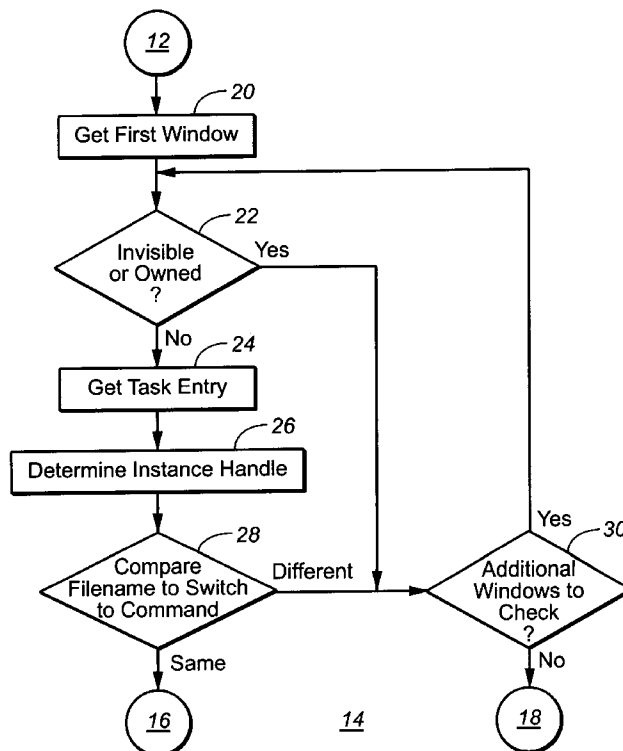 12
20
Get First Window
22
Invisible
or Owned
?
Yes
No
24
Get Task Entry
26
Determine Instance Handle
28
Compare
Filename to Switch
to Command
Different
Same
Yes
30
Additional
Windows to
Check
?
No
16
14
18